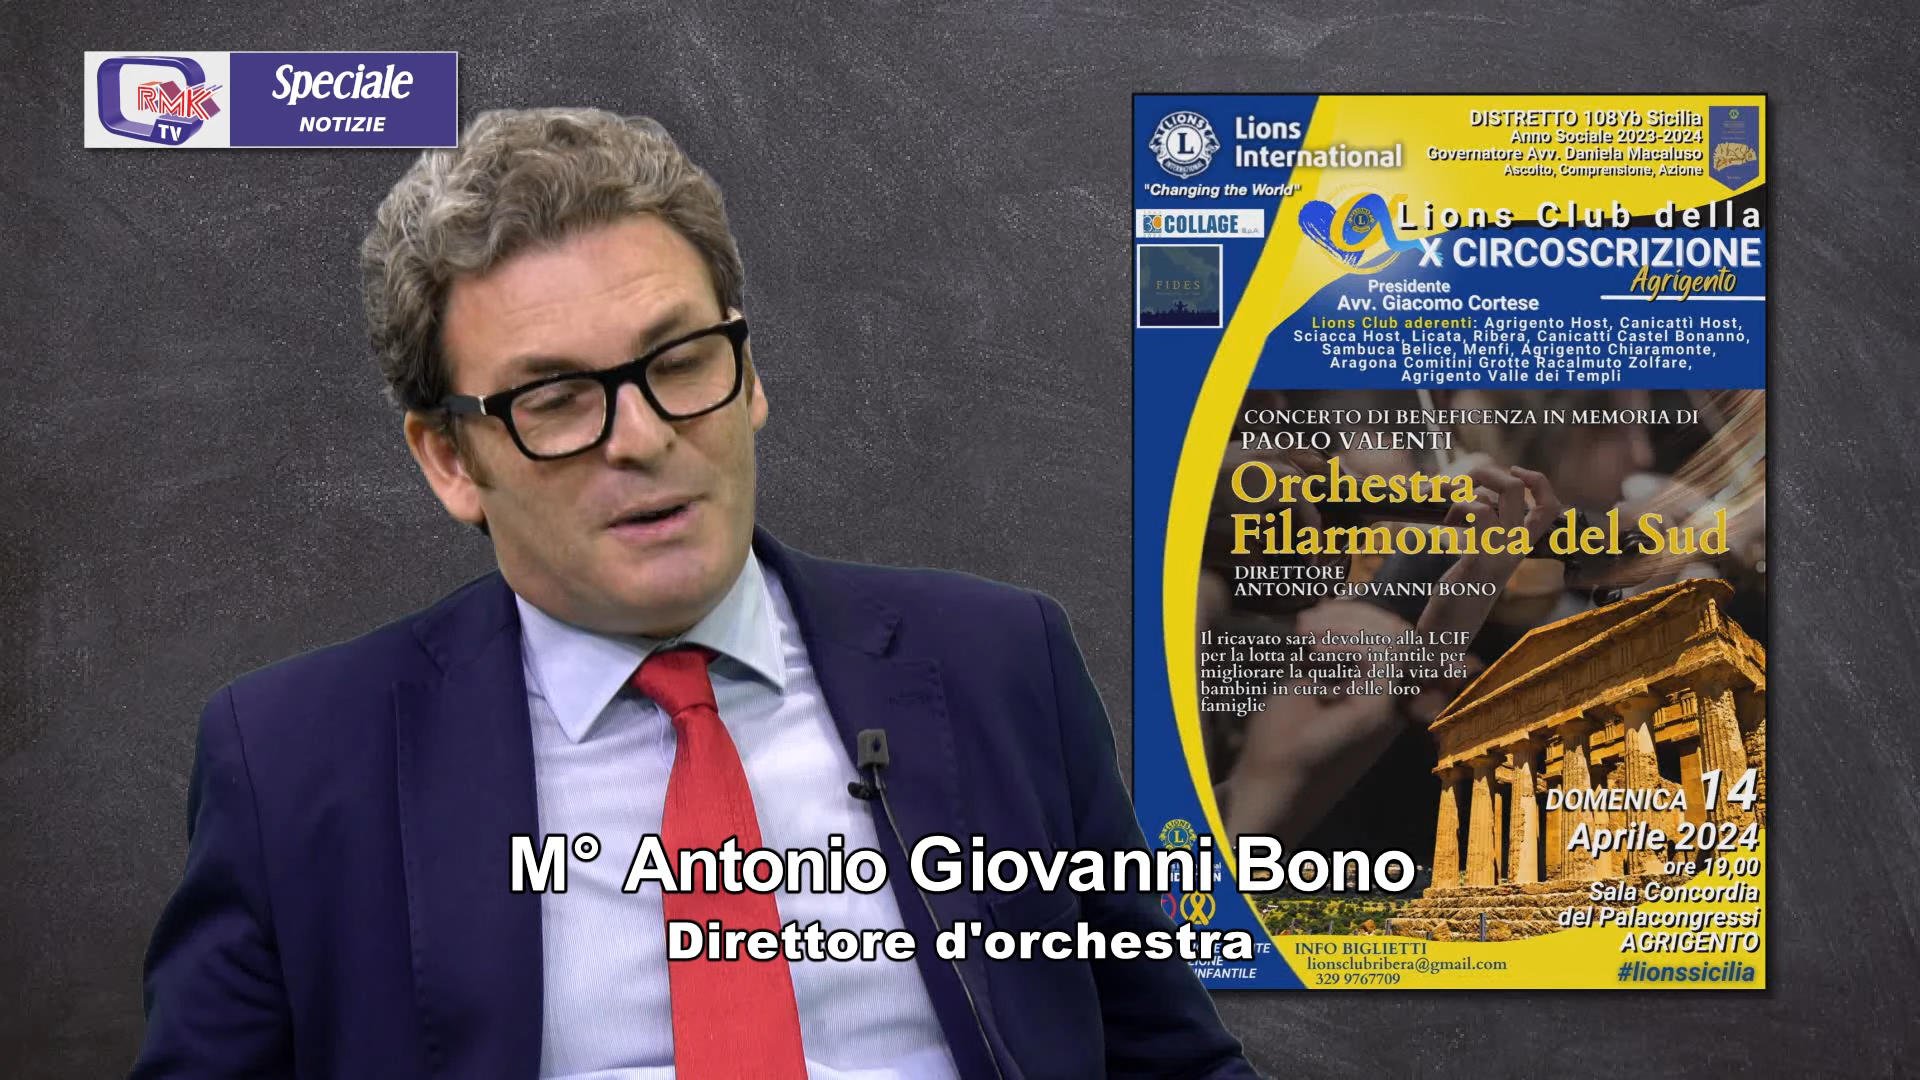 RMK
TV
Speciale
NOTIZIE
LIONS
L
INTERNATIONAL
Lions
International
"Changing the World"
DISTRETTO 108Yb Sicilia
Anno Sociale 2023-2024
Governatore Avv. Daniela Macaluso
Ascolto, Comprensione, Azione
COLLAGE S.p.A.
FIDES
Lions Club della
X CIRCOSCRIZIONE
Agrigento
Presidente
Avv. Giacomo Cortese
Lions Club aderenti: Agrigento Host, Canicattì Host,
Sciacca Host, Licata, Ribera, Canicatti Castel Bonanno,
Sambuca Belice, Menfi, Agrigento Chiaramonte,
Aragona Comitini Grotte Racalmuto Zolfare,
Agrigento Valle dei Templi
CONCERTO DI BENEFICENZA IN MEMORIA DI
PAOLO VALENTI
Orchestra
Filarmonica del Sud
DIRETTORE
ANTONIO GIOVANNI BONO
Il ricavato sarà devoluto alla LCIF
per la lotta al cancro infantile per
migliorare la qualità della vita dei
bambini in cura e delle loro
famiglie
DOMENICA 14
Aprile 2024
ore 19,00
Sala Concordia
del Palacongressi
AGRIGENTO
#lionssicilia
INFO BIGLIETTI
lionsclubribera@gmail.com
329 9767709
INFANTILE
M° Antonio Giovanni Bono
Direttore d'orchestra